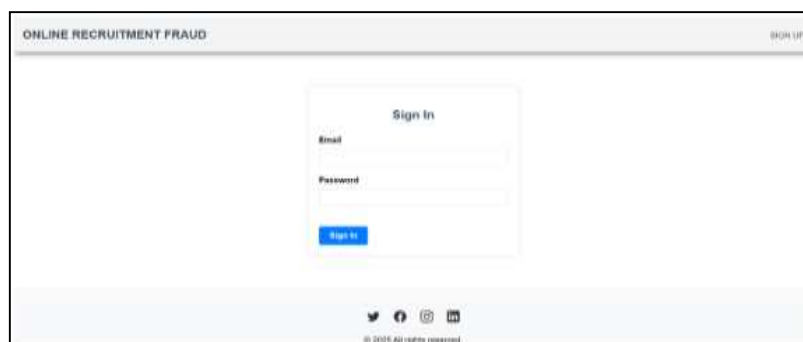 ONLINE RECRUITMENT FRAUD
SIGN UP
Sign In
Email
Password
Sign In
© 2025 All rights reserved